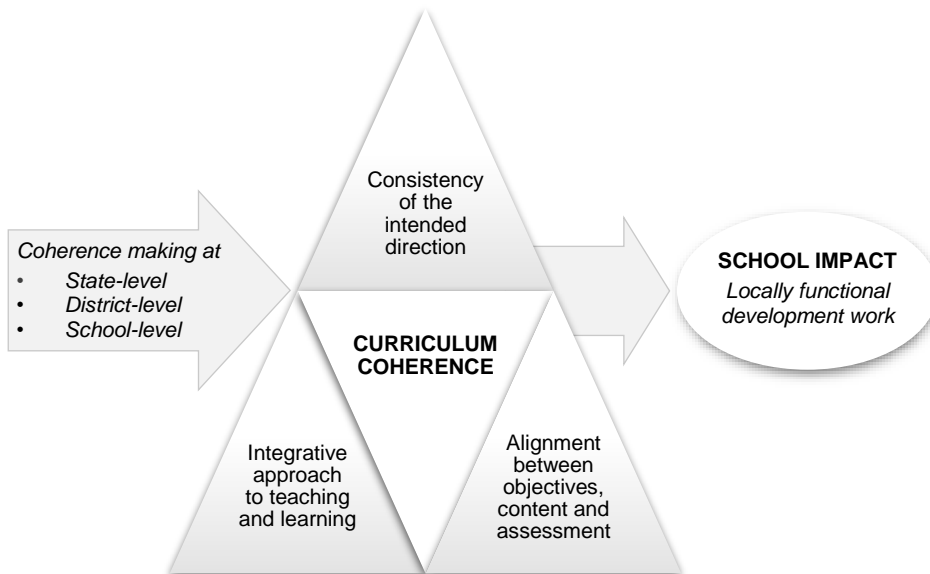 Consistency
of the
intended
direction
Coherence making at
• State-level
• District-level
• School-level
CURRICULUM
COHERENCE
Integrative
approach
to teaching
and learning
Alignment
between
objectives,
content and
assessment
SCHOOL IMPACT
Locally functional
development work